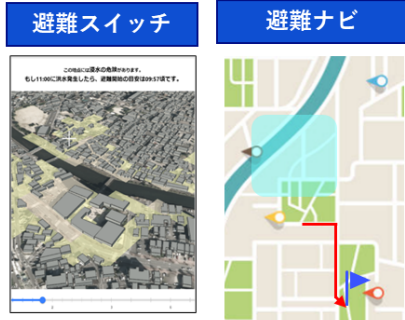 避難スイッチ
避難ナビ
この地点には浸水の危険があります。
もし11:00に洪水発生したら、避難開始の目安は09:57頃です。